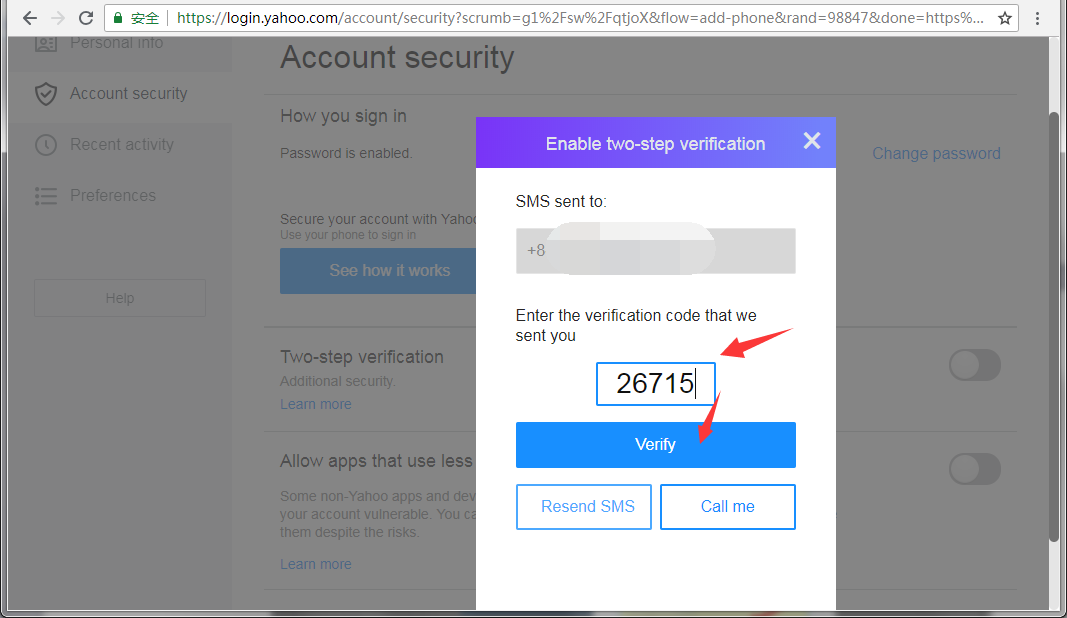 安全
https://login.yahoo.com/account/security?scrumb=g1%2Fsw%2FqtjoX&flow=add-phone&rand=98847&done=https%...
Personal info
Account security
Recent activity
Preferences
Help
Account security
How you sign in
Password is enabled.
Change password
Secure your account with Yahoo
Use your phone to sign in
See how it works
Two-step verification
Additional security.
Learn more
Allow apps that use less
Some non-Yahoo apps and dev
your account vulnerable. You ca
them despite the risks.
Learn more
Enable two-step verification
SMS sent to:
+8
Enter the verification code that we
sent you
26715
Verify
Resend SMS
Call me